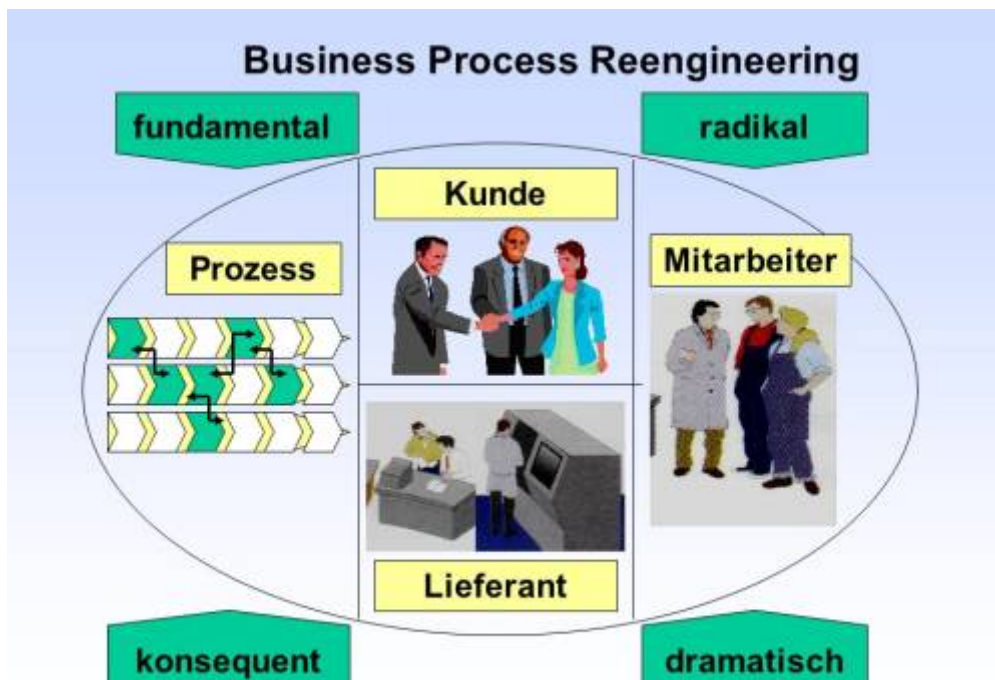 Business Process Reengineering
fundamental
radikal
Kunde
Prozess
Mitarbeiter
Lieferant
konsequent
dramatisch